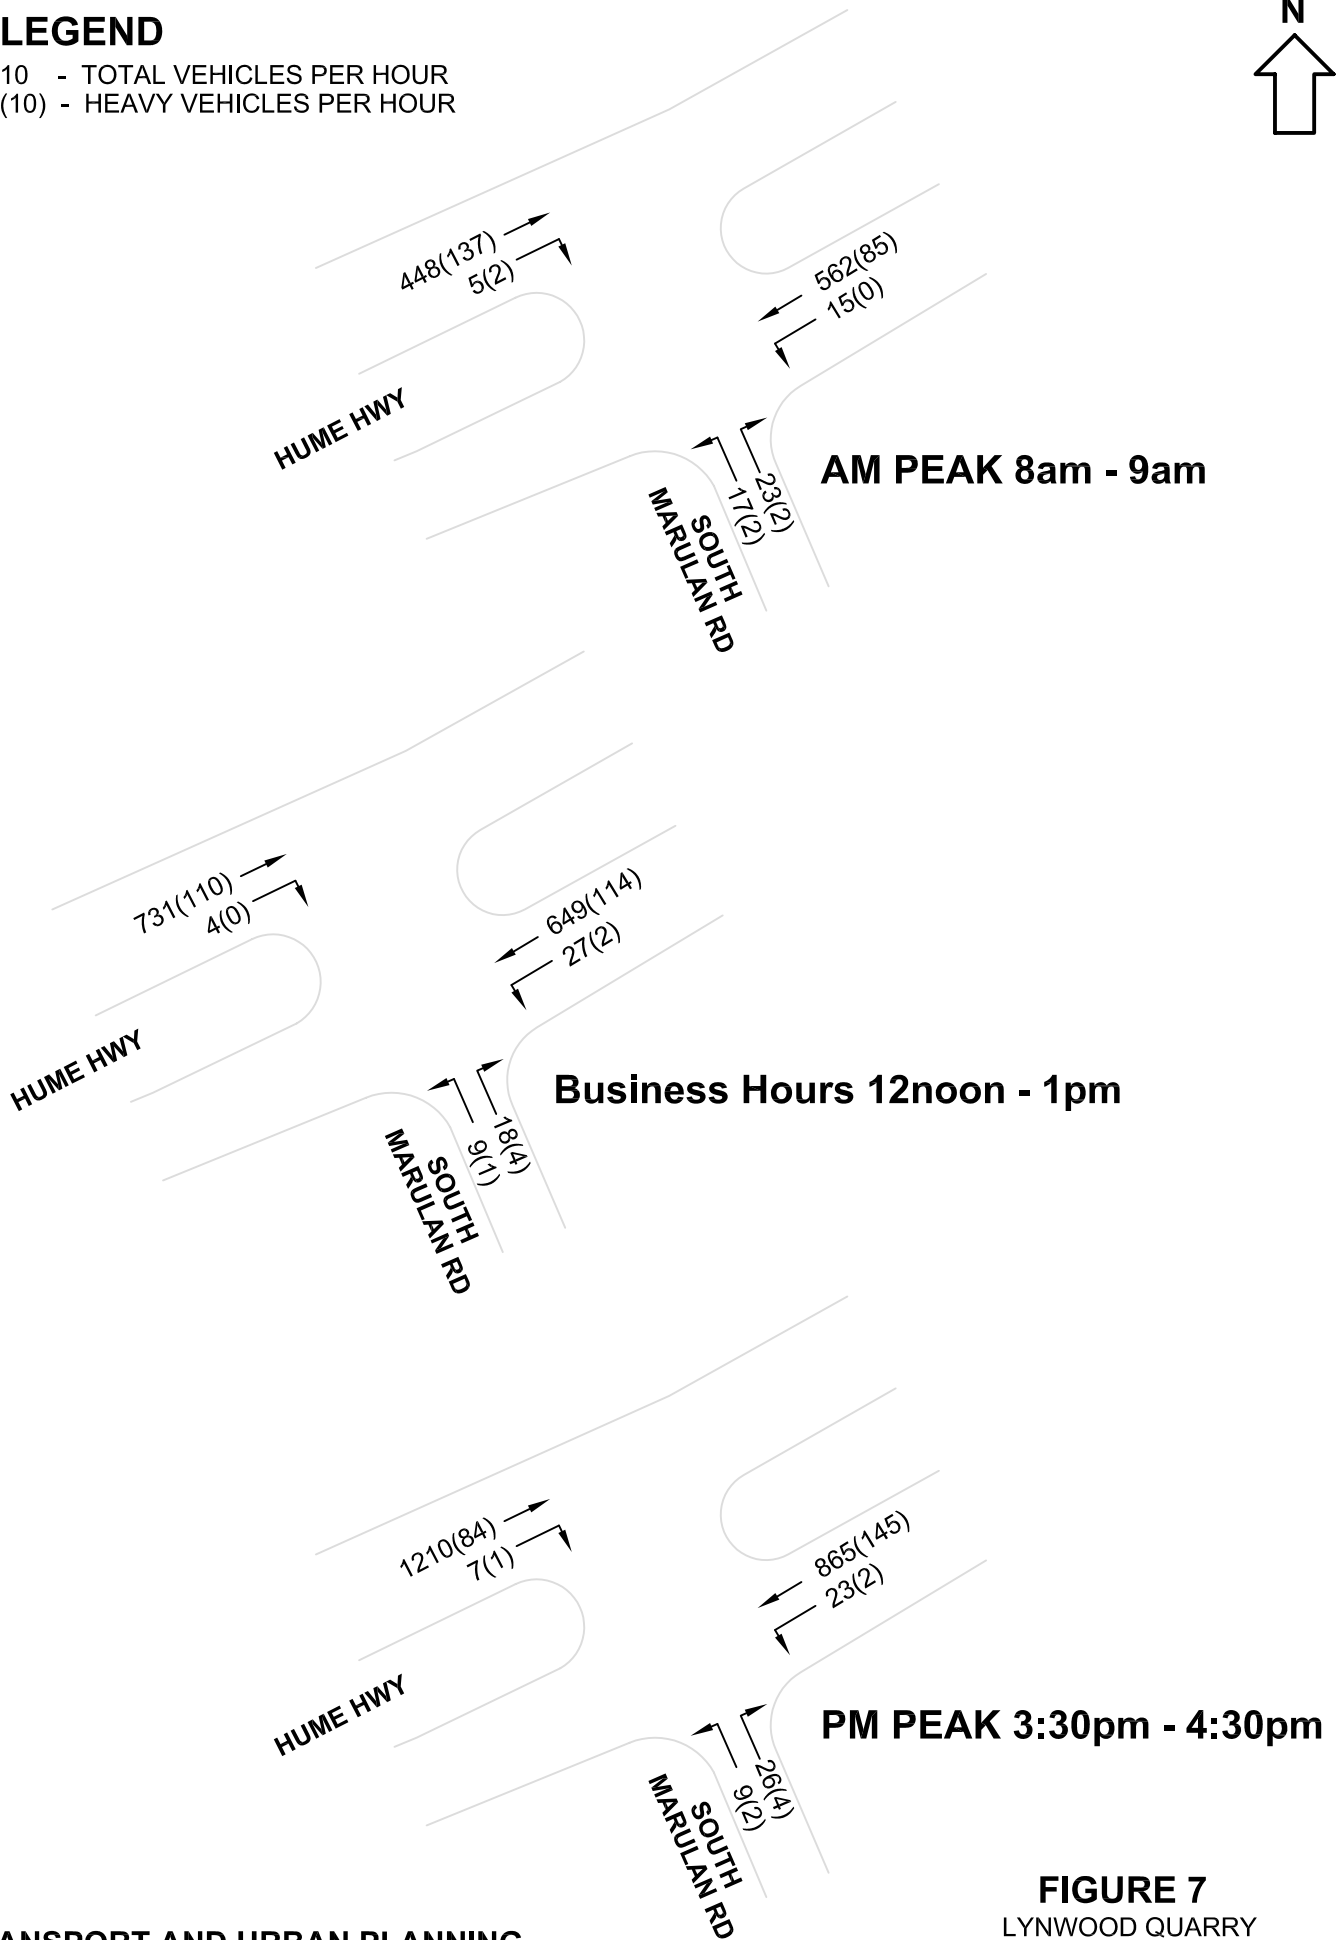 LEGEND
N
10 - TOTAL VEHICLES PER HOUR
(10) - HEAVY VEHICLES PER HOUR
448(137)
5(2)
562(85)
15(0)
HUME HWY
AM PEAK 8am - 9am
23(2)
17(2)
SOUTH
MARULAN RD
731(110)
4(0)
649(114)
27(2)
HUME HWY
Business Hours 12noon - 1pm
18(4)
9(1)
SOUTH
MARULAN RD
1210(84)
7(1)
865(145)
23(2)
HUME HWY
PM PEAK 3:30pm - 4:30pm
26(4)
9(2)
SOUTH
MARULAN RD
FIGURE 7
LYNWOOD QUARRY
ANSPORT AND URBAN PLANNING